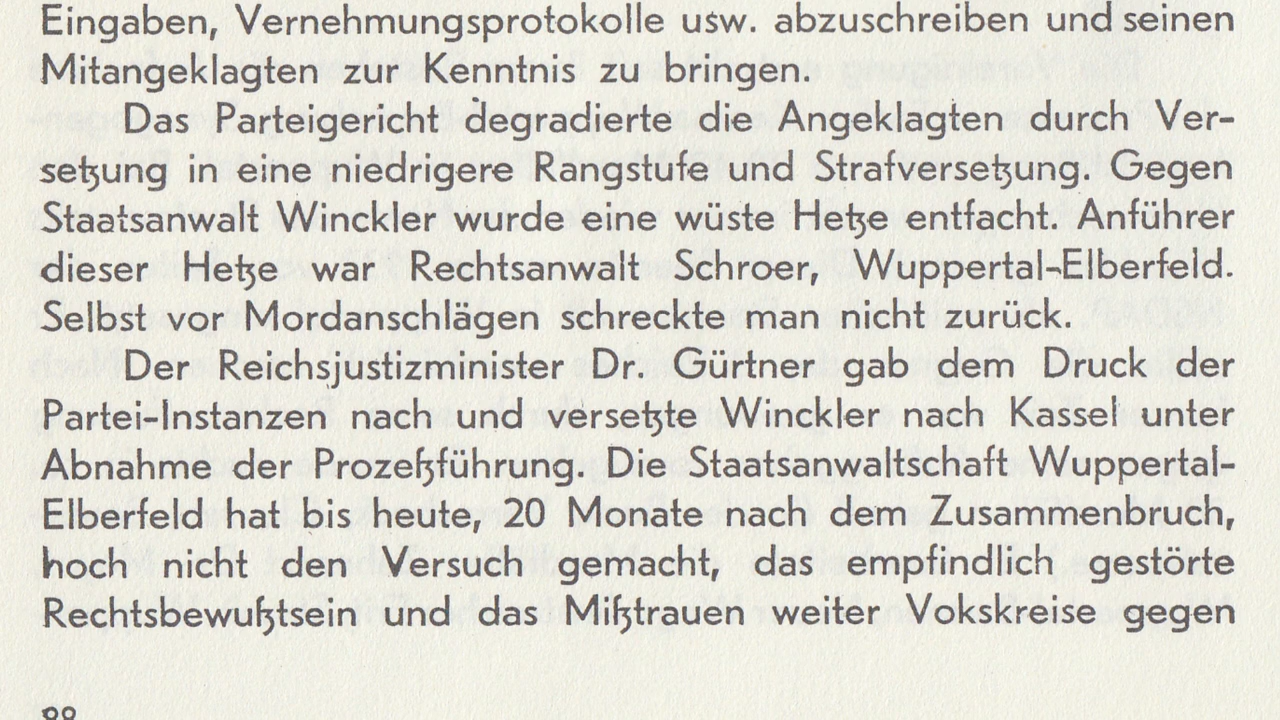 Eingaben, Vernehmungsprotokolle usw. abzuschreiben und seinen
Mitangeklagten zur Kenntnis zu bringen.
Das Parteigericht degradierte die Angeklagten durch Ver-
setzung in eine niedrigere Rangstufe und Strafversetzung. Gegen
Staatsanwalt Winckler wurde eine wüste Hetze entfacht. Anführer
dieser Hetze war Rechtsanwalt Schroer, Wuppertal-Elberfeld.
Selbst vor Mordanschlägen schreckte man nicht zurück.
Der Reichsjustizminister Dr. Gürtner gab dem Druck der
Partei-Instanzen nach und versetzte Winckler nach Kassel unter
Abnahme der Prozeßführung. Die Staatsanwaltschaft Wuppertal-
Elberfeld hat bis heute, 20 Monate nach dem Zusammenbruch,
hoch nicht den Versuch gemacht, das empfindlich gestörte
Rechtsbewußtsein und das Mißtrauen weiter Vokskreise gegen